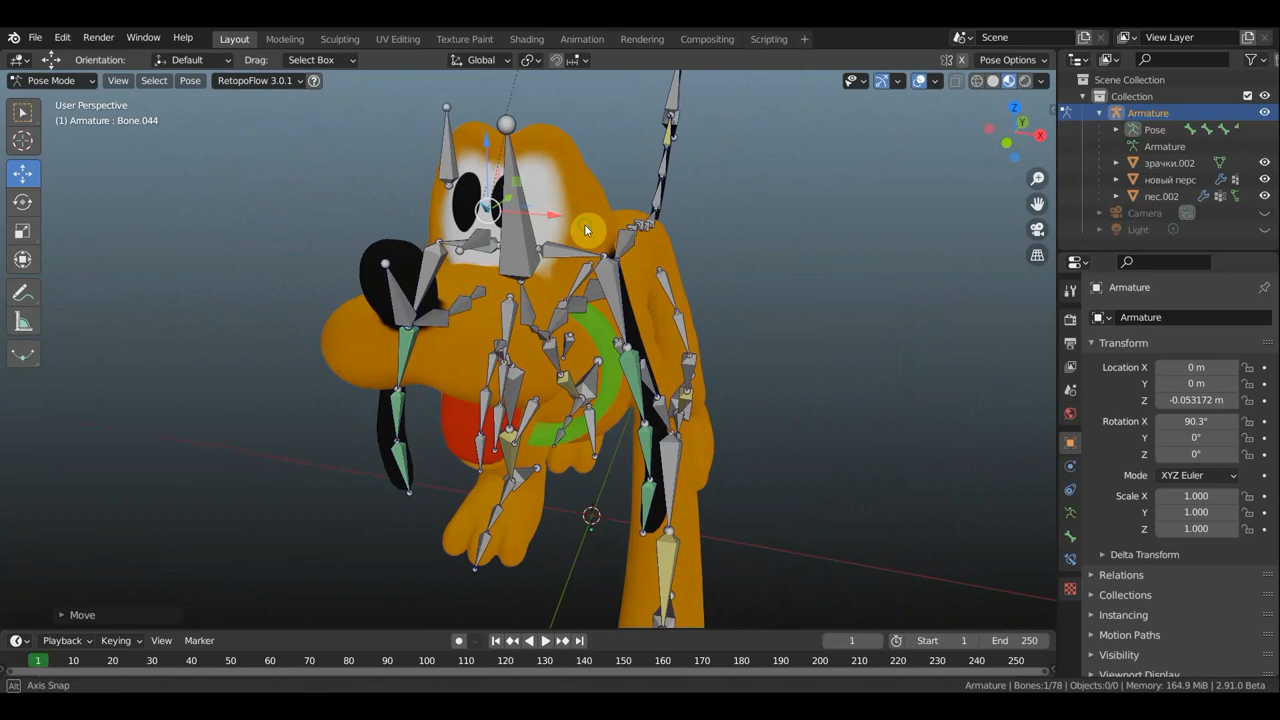 File Edit Render Window Help Layout Modeling Sculpting UV Editing Texture Paint Shading Animation Rendering Compositing Scripting + Scene View Layer
Orientation: Default Drag: Select Box Global X Pose Options
Pose Mode View Select Pose RetopoFlow 3.0.1 ?
User Perspective
(1) Armature : Bone.044
Z
Y
X
Move
Scene Collection
Collection
Armature
Pose
Armature
зрачки.002
новый перс
пес.002
Camera
Light
Armature
Armature
Transform
Location X 0 m
Y 0 m
Z -0.053172 m
Rotation X 90.3°
Y 0°
Z 0°
Mode XYZ Euler
Scale X 1.000
Y 1.000
Z 1.000
Delta Transform
Relations
Collections
Instancing
Motion Paths
Visibility
Viewport Display
Playback Keying View Marker 1 Start 1 End 250
1 10 20 30 40 50 60 70 80 90 100 110 120 130 140 150 160 170 180 190 200 210 220 230 240 250
Alt Axis Snap Armature | Bones:1/78 | Objects:0/0 | Memory: 164.9 MiB | 2.91.0 Beta